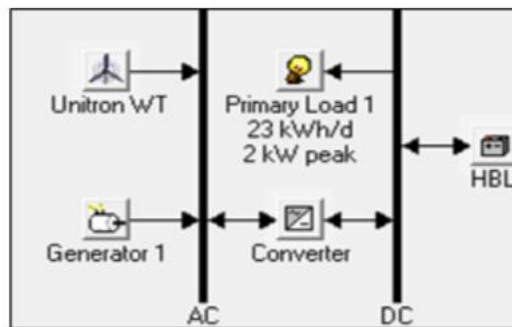 Unitron WT
Primary Load 1
23 kWh/d
2 kW peak
HBL
Generator 1
Converter
AC
DC